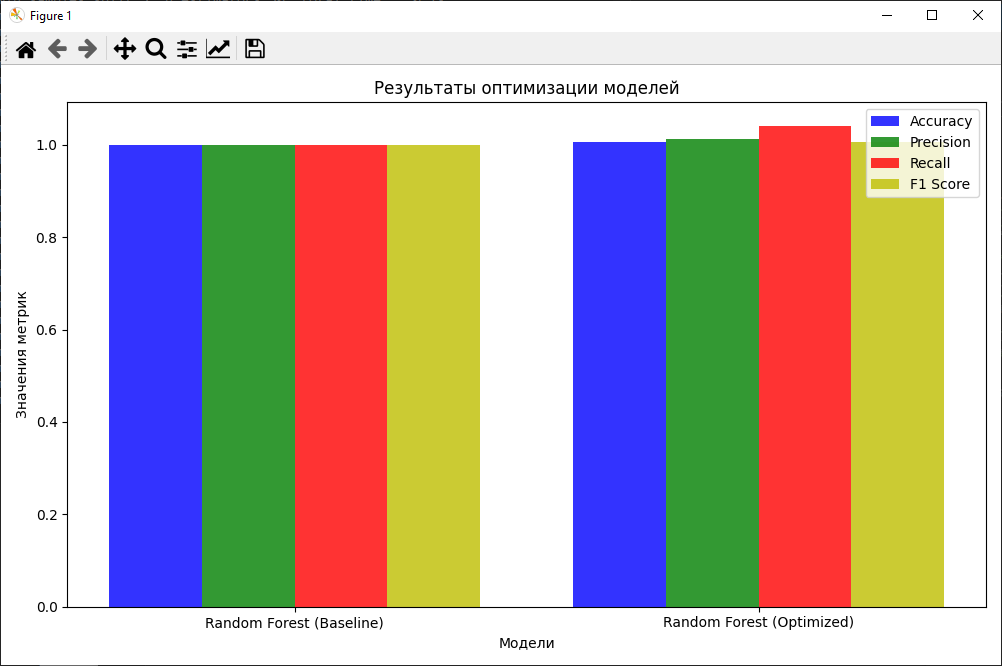 Figure 1
Результаты оптимизации моделей
Accuracy
Precision
Recall
F1 Score
Значения метрик
1.0
0.8
0.6
0.4
0.2
0.0
Random Forest (Baseline)
Random Forest (Optimized)
Модели